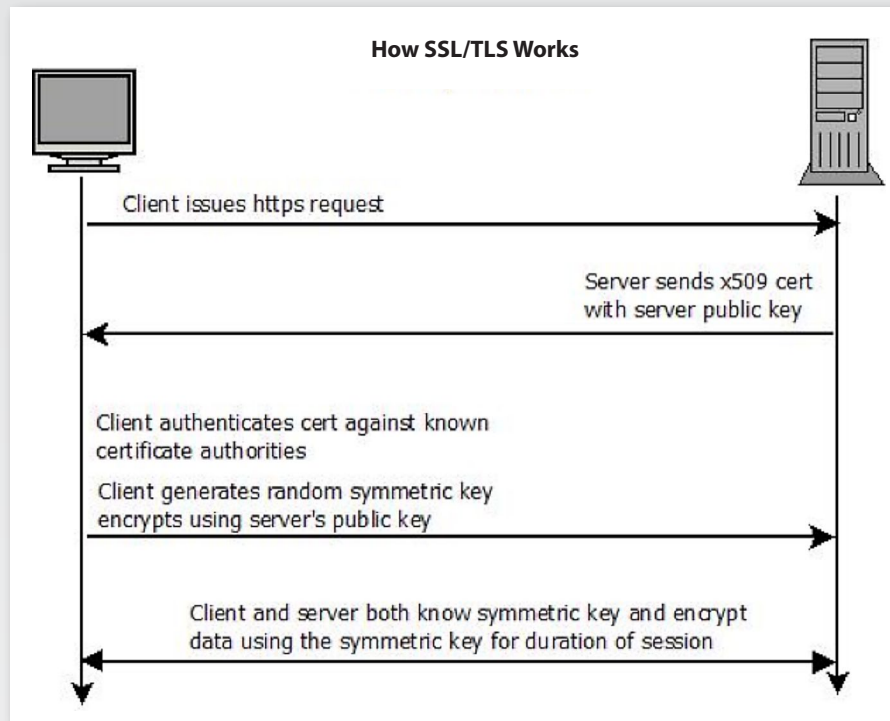 How SSL/TLS Works
Client issues https request
Server sends x509 cert
with server public key
Client authenticates cert against known
certificate authorities
Client generates random symmetric key
encrypts using server's public key
Client and server both know symmetric key and encrypt
data using the symmetric key for duration of session